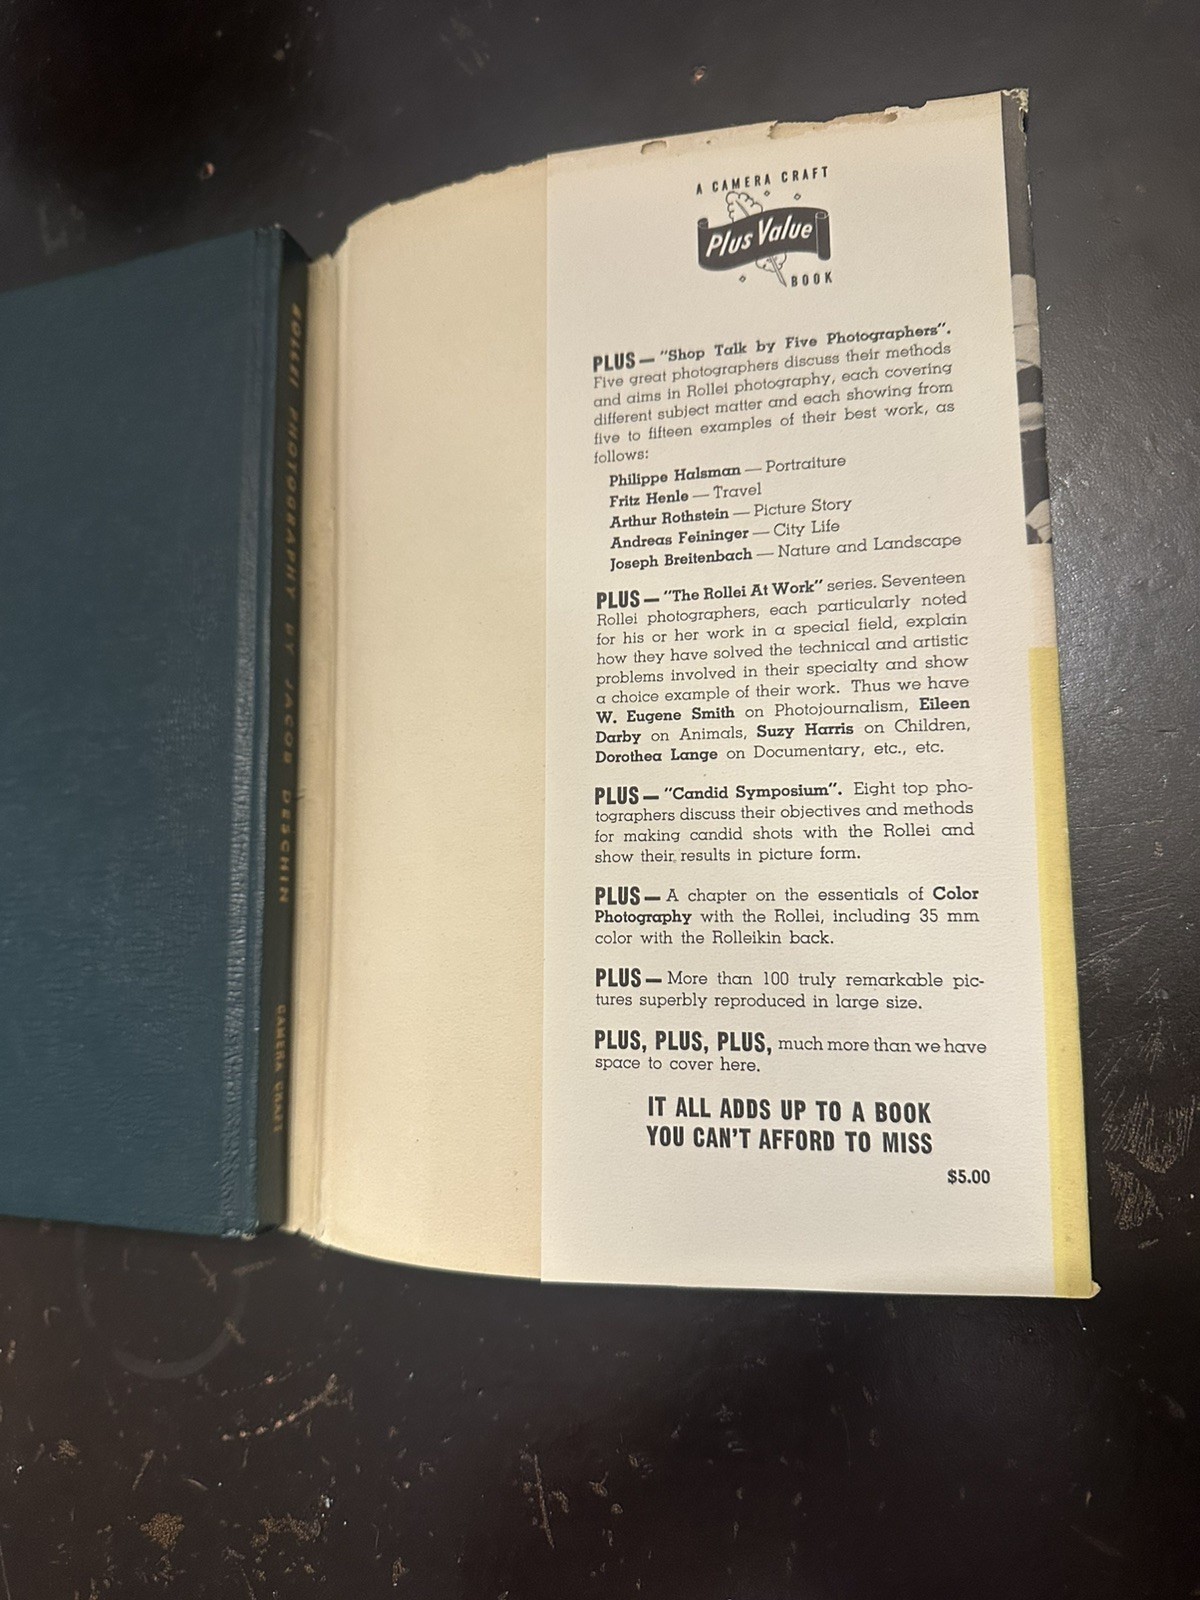 ROLLEI PHOTOGRAPHY BY JACOB DESCHIN
CAMERA CRAFT
A CAMERA CRAFT
Plus Value
BOOK
PLUS — "Shop Talk by Five Photographers".
Five great photographers discuss their methods
and aims in Rollei photography, each covering
different subject matter and each showing from
five to fifteen examples of their best work, as
follows:
Philippe Halsman — Portraiture
Fritz Henle — Travel
Arthur Rothstein — Picture Story
Andreas Feininger — City Life
Joseph Breitenbach — Nature and Landscape
PLUS — "The Rollei At Work" series. Seventeen
Rollei photographers, each particularly noted
for his or her work in a special field, explain
how they have solved the technical and artistic
problems involved in their specialty and show
a choice example of their work. Thus we have
W. Eugene Smith on Photojournalism, Eileen
Darby on Animals, Suzy Harris on Children,
Dorothea Lange on Documentary, etc., etc.
PLUS — "Candid Symposium". Eight top pho-
tographers discuss their objectives and methods
for making candid shots with the Rollei and
show their results in picture form.
PLUS — A chapter on the essentials of Color
Photography with the Rollei, including 35 mm
color with the Rolleikin back.
PLUS — More than 100 truly remarkable pic-
tures superbly reproduced in large size.
PLUS, PLUS, PLUS, much more than we have
space to cover here.
IT ALL ADDS UP TO A BOOK
YOU CAN'T AFFORD TO MISS
$5.00